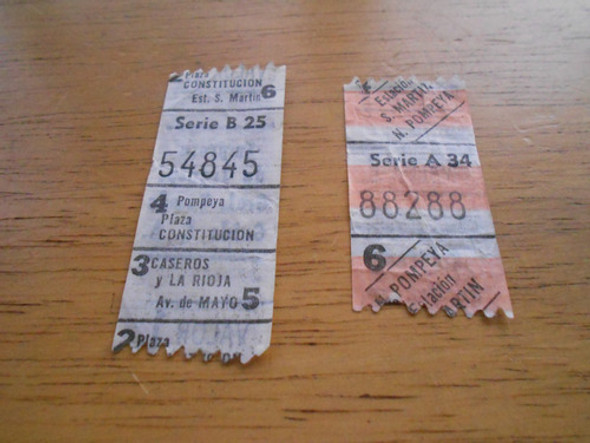 2 Plaza
CONSTITUCION
Est. S. Martin 6
Serie B 25
54845
4 Pompeya
Plaza
CONSTITUCION
3 CASEROS
y LA RIOJA
Av. de MAYO 5
2 Plaza
Estación
S. MARTIN
N. POMPEYA
Serie A 34
88288
6
N. POMPEYA
Estación
MARTIN